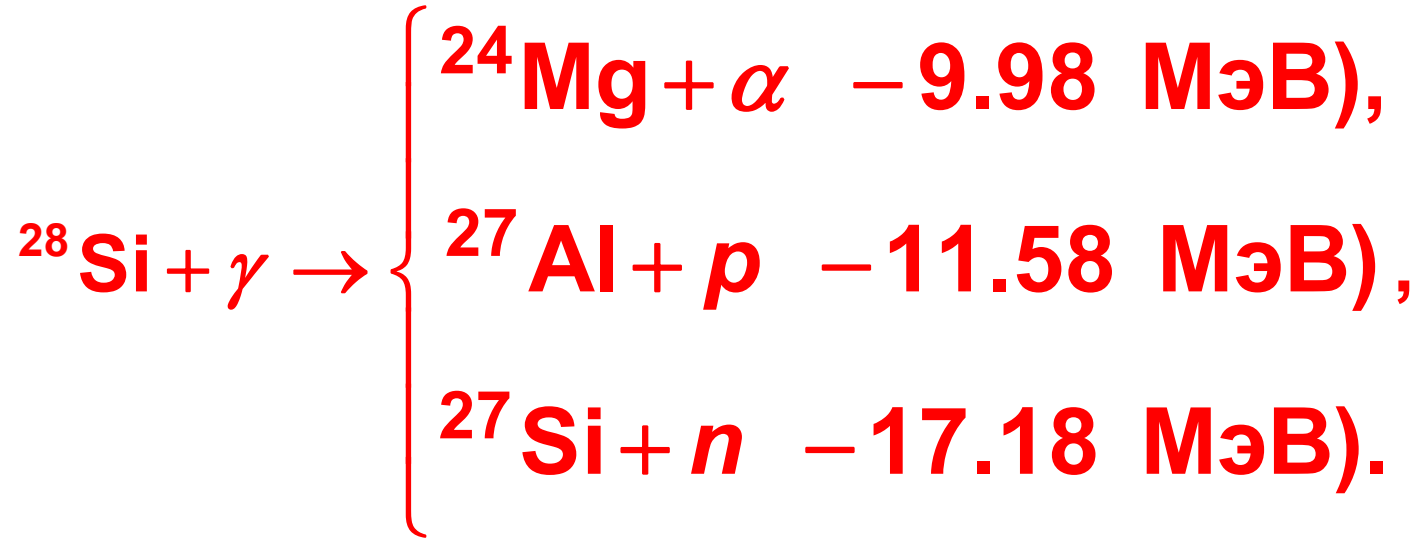 ²⁴Mg + α −9.98 МэВ),
²⁸Si + γ → { ²⁷Al + p −11.58 МэВ),
²⁷Si + n −17.18 МэВ).